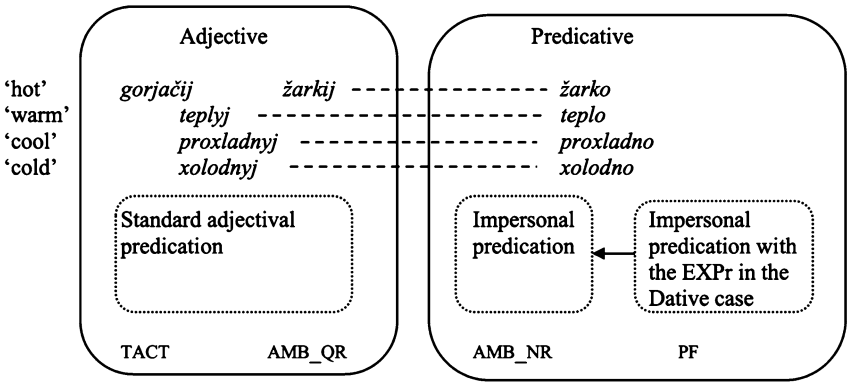 Adjective Predicative
‘hot’ gorjačij žarkij žarko
‘warm’ teplyj teplo
‘cool’ proxladnyj proxladno
‘cold’ xolodnyj xolodno
Standard adjectival
predication
Impersonal
predication
Impersonal
predication with
the EXPr in the
Dative case
TACT AMB_QR AMB_NR PF